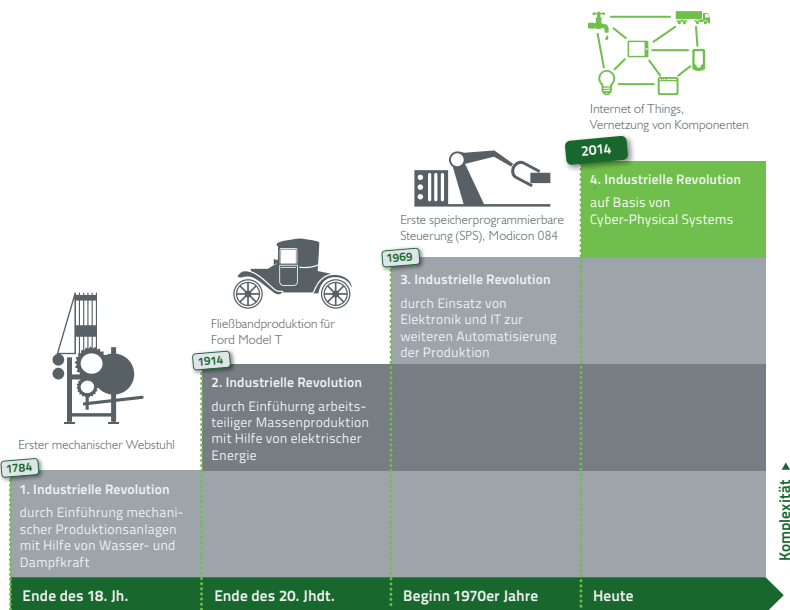 Internet of Things,
Vernetzung von Komponenten
2014
4. Industrielle Revolution
auf Basis von
Cyber-Physical Systems
Erste speicherprogrammierbare
Steuerung (SPS), Modicon 084
1969
3. Industrielle Revolution
durch Einsatz von
Elektronik und IT zur
weiteren Automatisierung
der Produktion
Fließbandproduktion für
Ford Model T
1914
2. Industrielle Revolution
durch Einfühurng arbeits-
teiliger Massenproduktion
mit Hilfe von elektrischer
Energie
Erster mechanischer Webstuhl
1784
1. Industrielle Revolution
durch Einführung mechani-
scher Produktionsanlagen
mit Hilfe von Wasser- und
Dampfkraft
Komplexität
Ende des 18. Jh.
Ende des 20. Jhdt.
Beginn 1970er Jahre
Heute